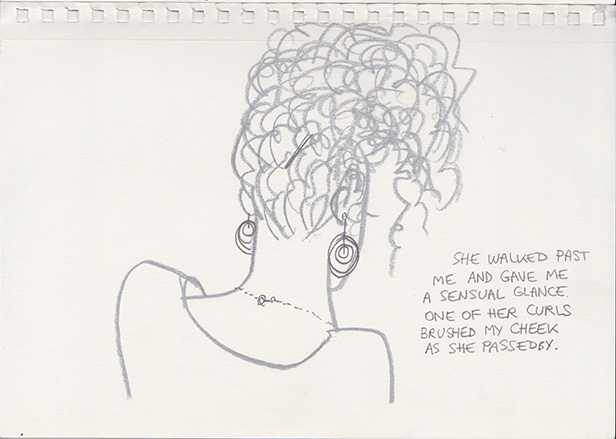 SHE WALKED PAST
ME AND GAVE ME
A SENSUAL GLANCE.
ONE OF HER CURLS
BRUSHED MY CHEEK
AS SHE PASSEDBY.